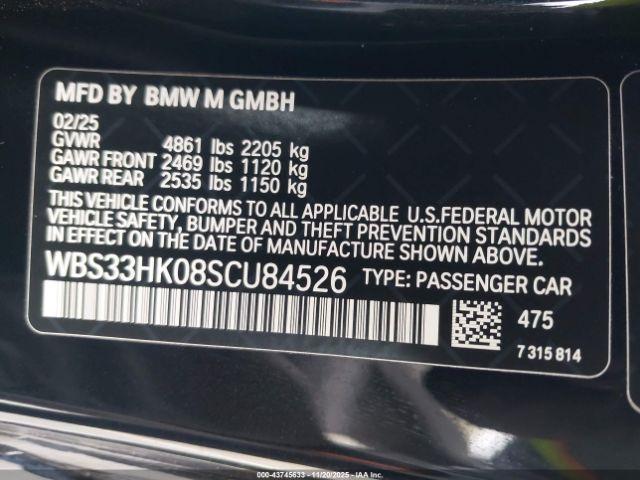 MFD BY BMW M GMBH
02/25
GVWR 4861 lbs 2205 kg
GAWR FRONT 2469 lbs 1120 kg
GAWR REAR 2535 lbs 1150 kg
THIS VEHICLE CONFORMS TO ALL APPLICABLE U.S.FEDERAL MOTOR
VEHICLE SAFETY, BUMPER AND THEFT PREVENTION STANDARDS
IN EFFECT ON THE DATE OF MANUFACTURE SHOWN ABOVE.
WBS33HK08SCU84526 TYPE: PASSENGER CAR
475
7 315 814
000-43745633 - 11/20/2025 - IAAI.com